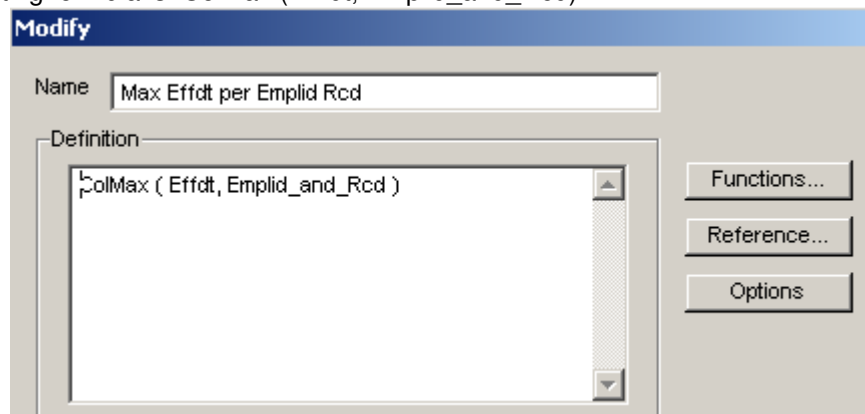 Modify
Name Max Effdt per Emplid Rcd
Definition
ColMax ( Effdt, Emplid_and_Rcd )
Functions...
Reference...
Options